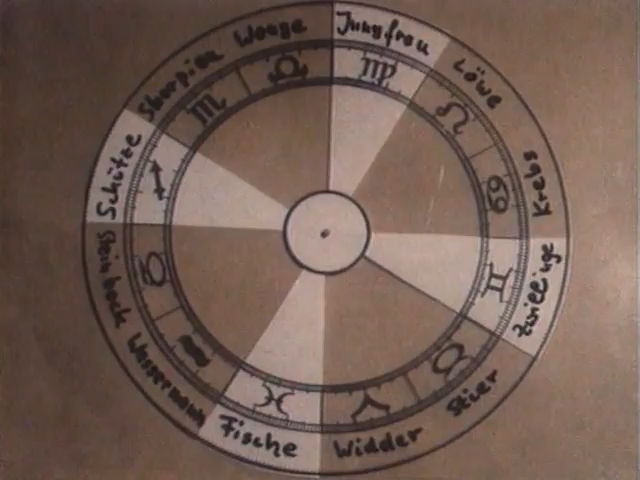 Jungfrau
Löwe
Krebs
Zwillinge
Stier
Widder
Fische
Wassermann
Steinbock
Schütze
Skorpion
Waage